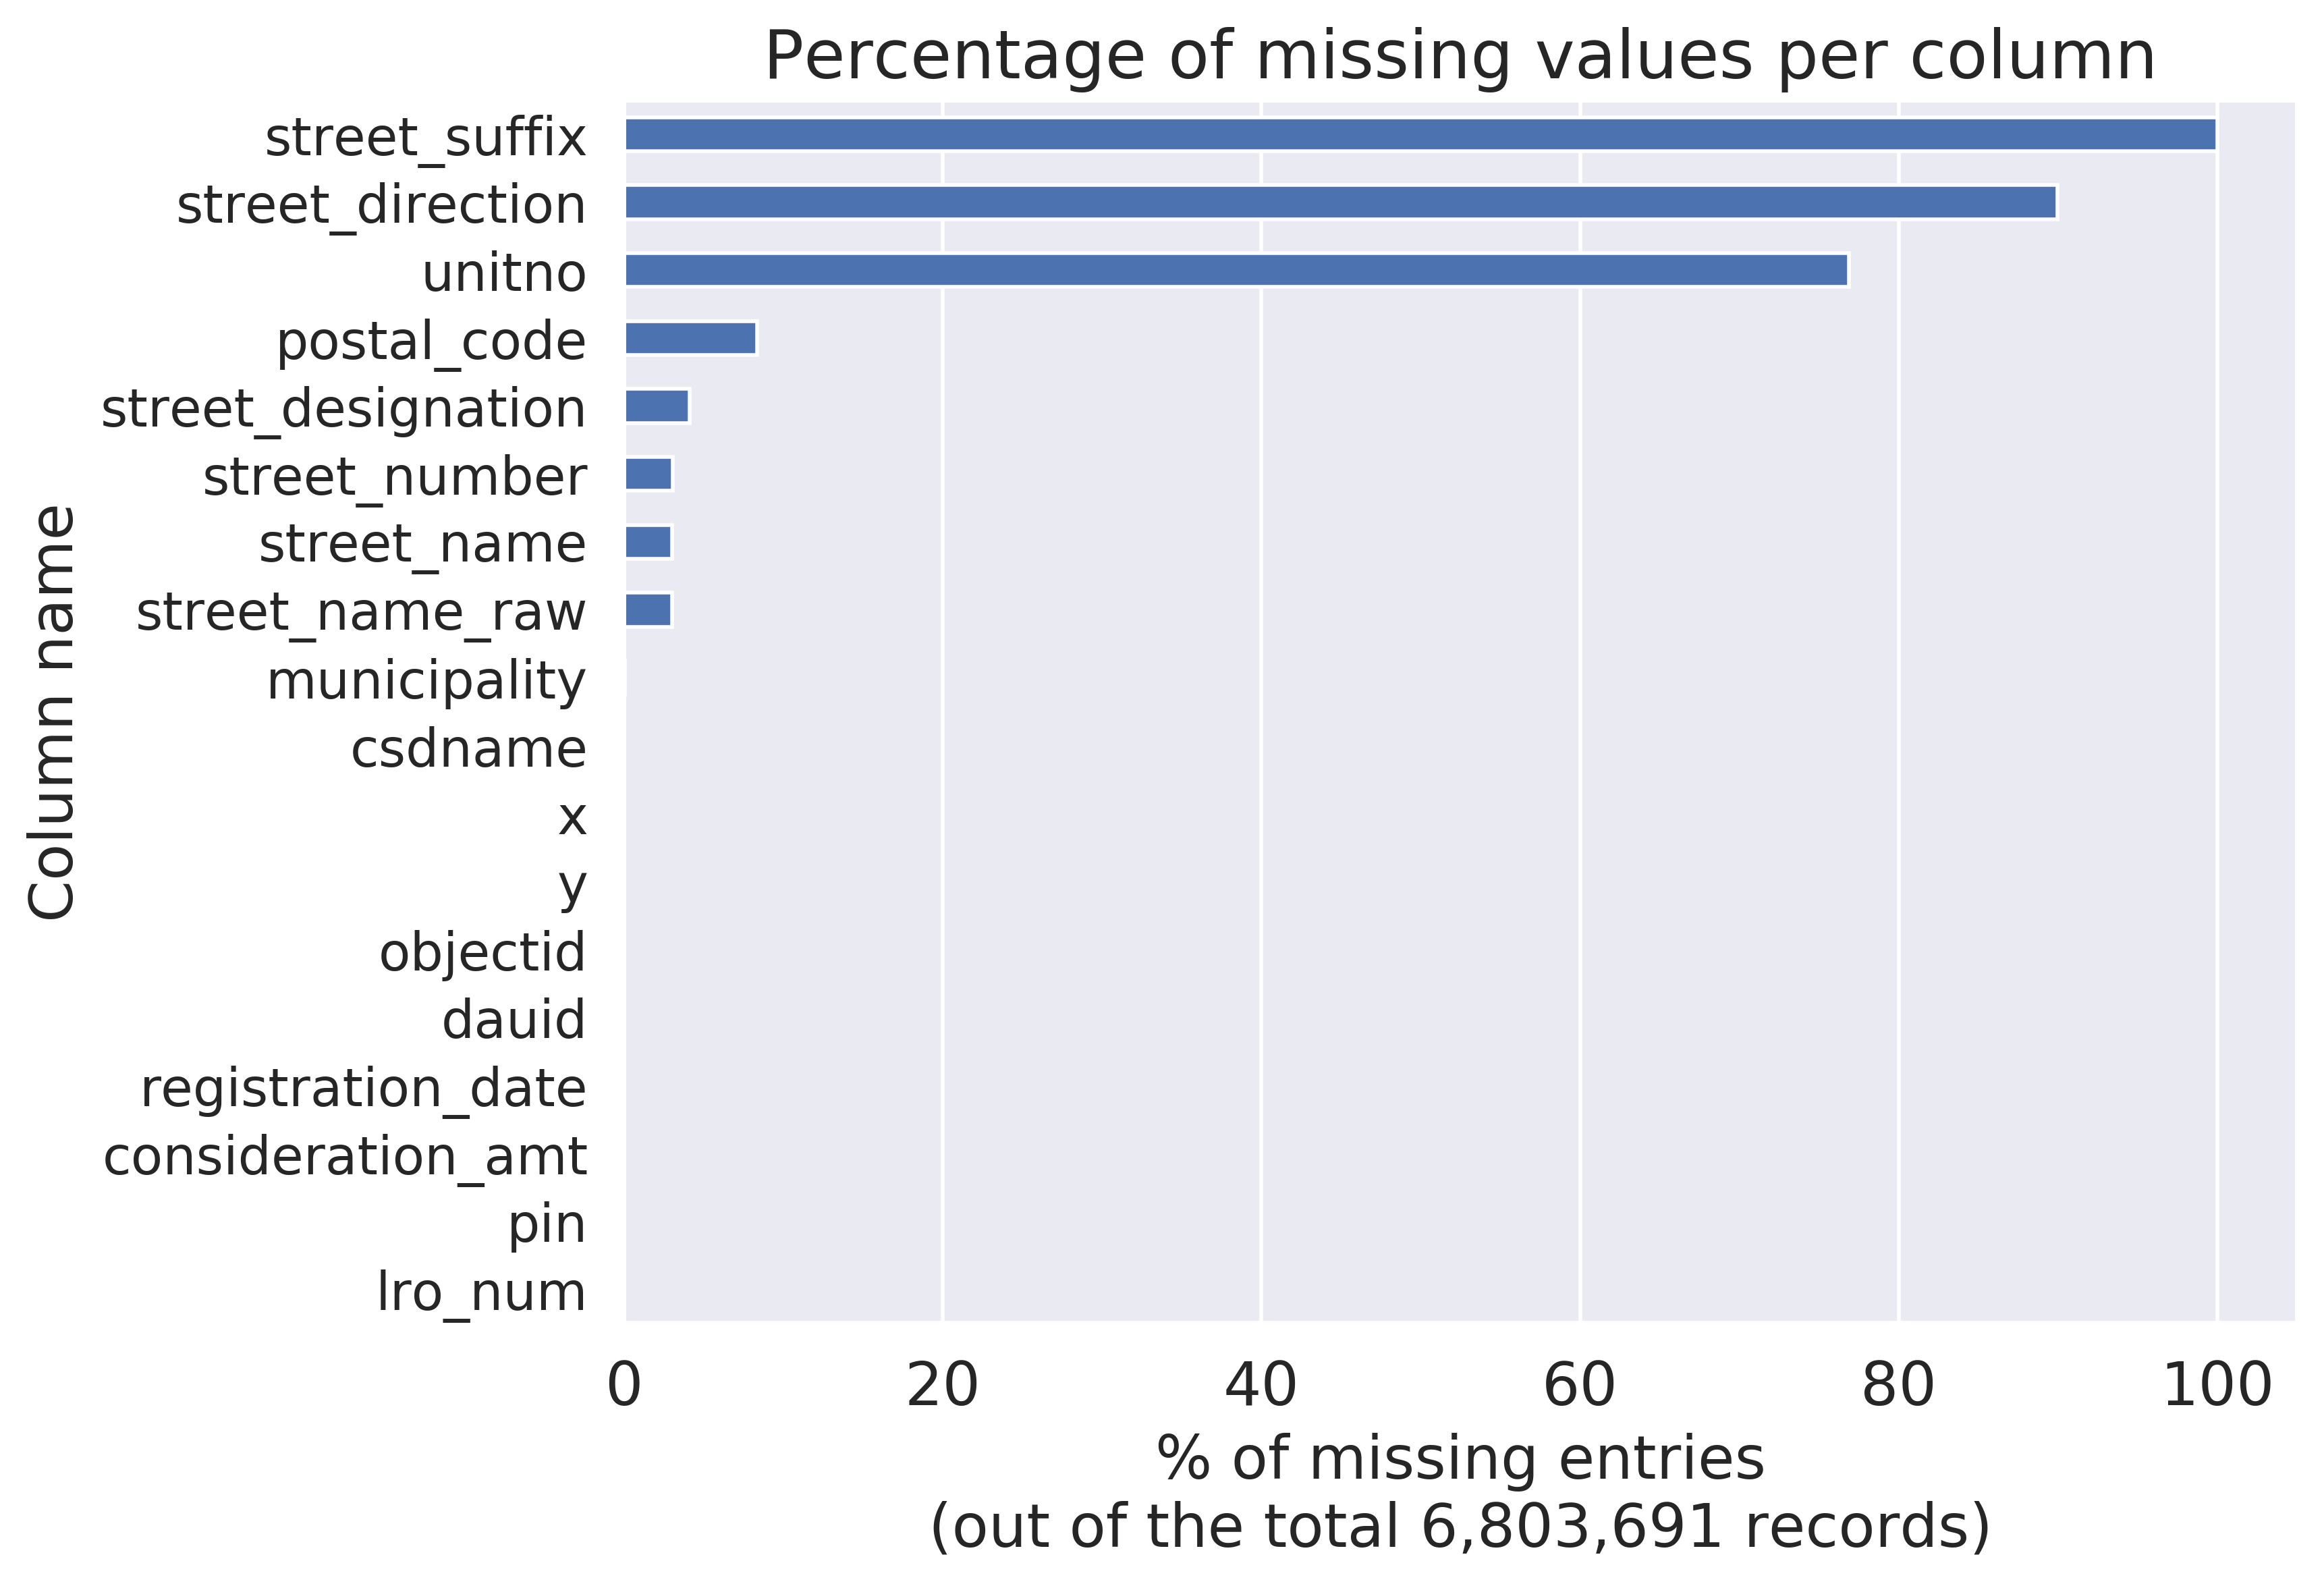 Percentage of missing values per column
street_suffix
street_direction
unitno
postal_code
street_designation
street_number
street_name
street_name_raw
municipality
csdname
x
y
objectid
dauid
registration_date
consideration_amt
pin
lro_num
Column name
0 20 40 60 80 100
% of missing entries
(out of the total 6,803,691 records)